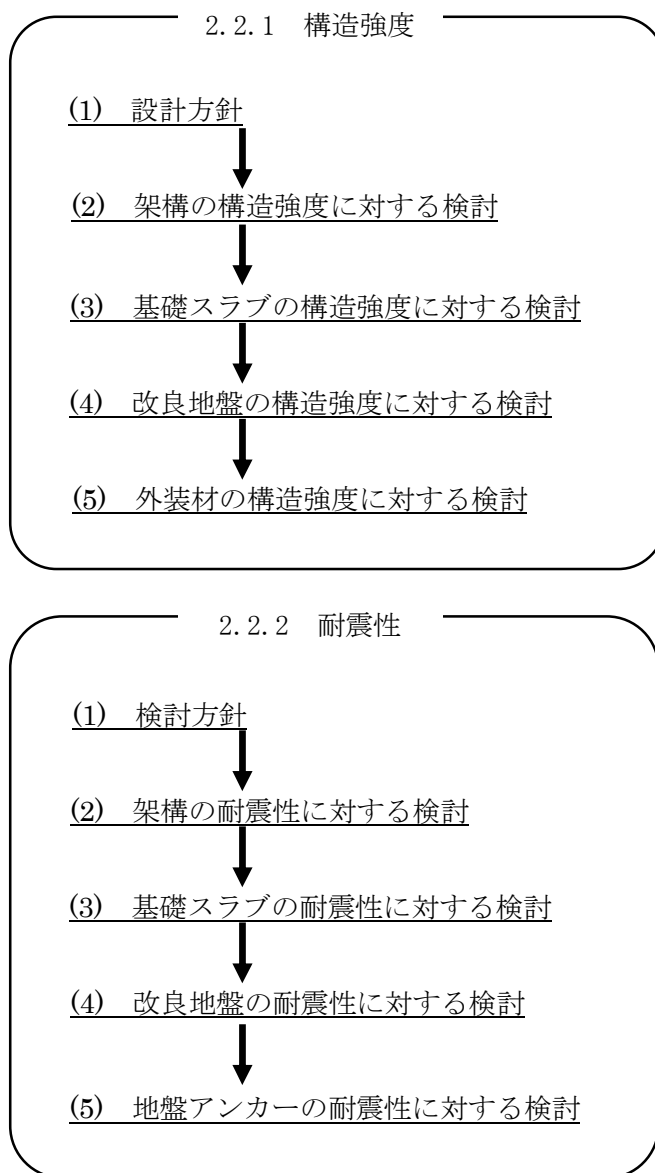 2.2.1 構造強度
(1) 設計方針
(2) 架構の構造強度に対する検討
(3) 基礎スラブの構造強度に対する検討
(4) 改良地盤の構造強度に対する検討
(5) 外装材の構造強度に対する検討
2.2.2 耐震性
(1) 検討方針
(2) 架構の耐震性に対する検討
(3) 基礎スラブの耐震性に対する検討
(4) 改良地盤の耐震性に対する検討
(5) 地盤アンカーの耐震性に対する検討